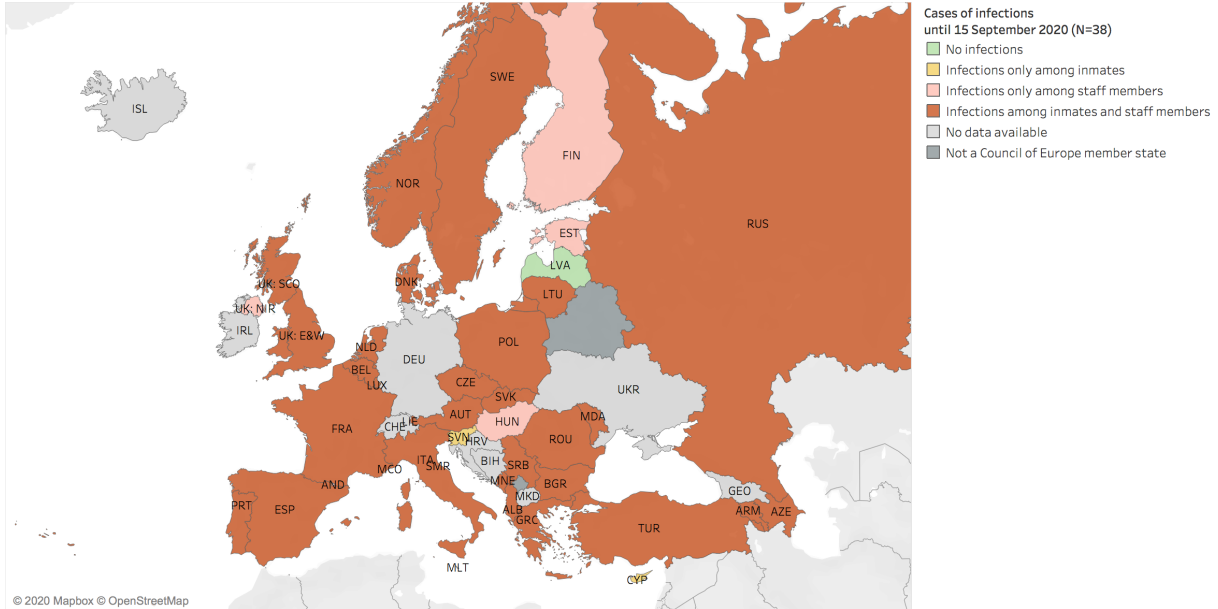 Cases of infections
until 15 September 2020 (N=38)
No infections
Infections only among inmates
Infections only among staff members
Infections among inmates and staff members
No data available
Not a Council of Europe member state
ISL
SWE
FIN
NOR
RUS
EST
LVA
DNK
LTU
UK: SCO
UK: NIR
IRL
UK: E&W
NLD
DEU
POL
BEL
LUX
CZE
UKR
SVK
AUT
HUN
MDA
LIE
CHE
FRA
SVN
HRV
ROU
ITA
BIH
SRB
SMR
MCO
MNE
BGR
AND
MKD
GEO
PRT
ESP
ALB
GRC
ARM
AZE
TUR
MLT
CYP
© 2020 Mapbox © OpenStreetMap